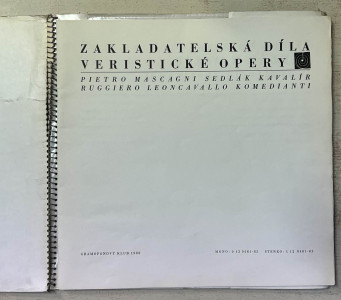 ZAKLADATELSKÁ DÍLA
VERISTICKÉ OPERY
PIETRO MASCAGNI SEDLÁK KAVALÍR
RUGGIERO LEONCAVALLO KOMEDIANTI
GRAMOFONOVÝ KLUB
MONO
STEREO